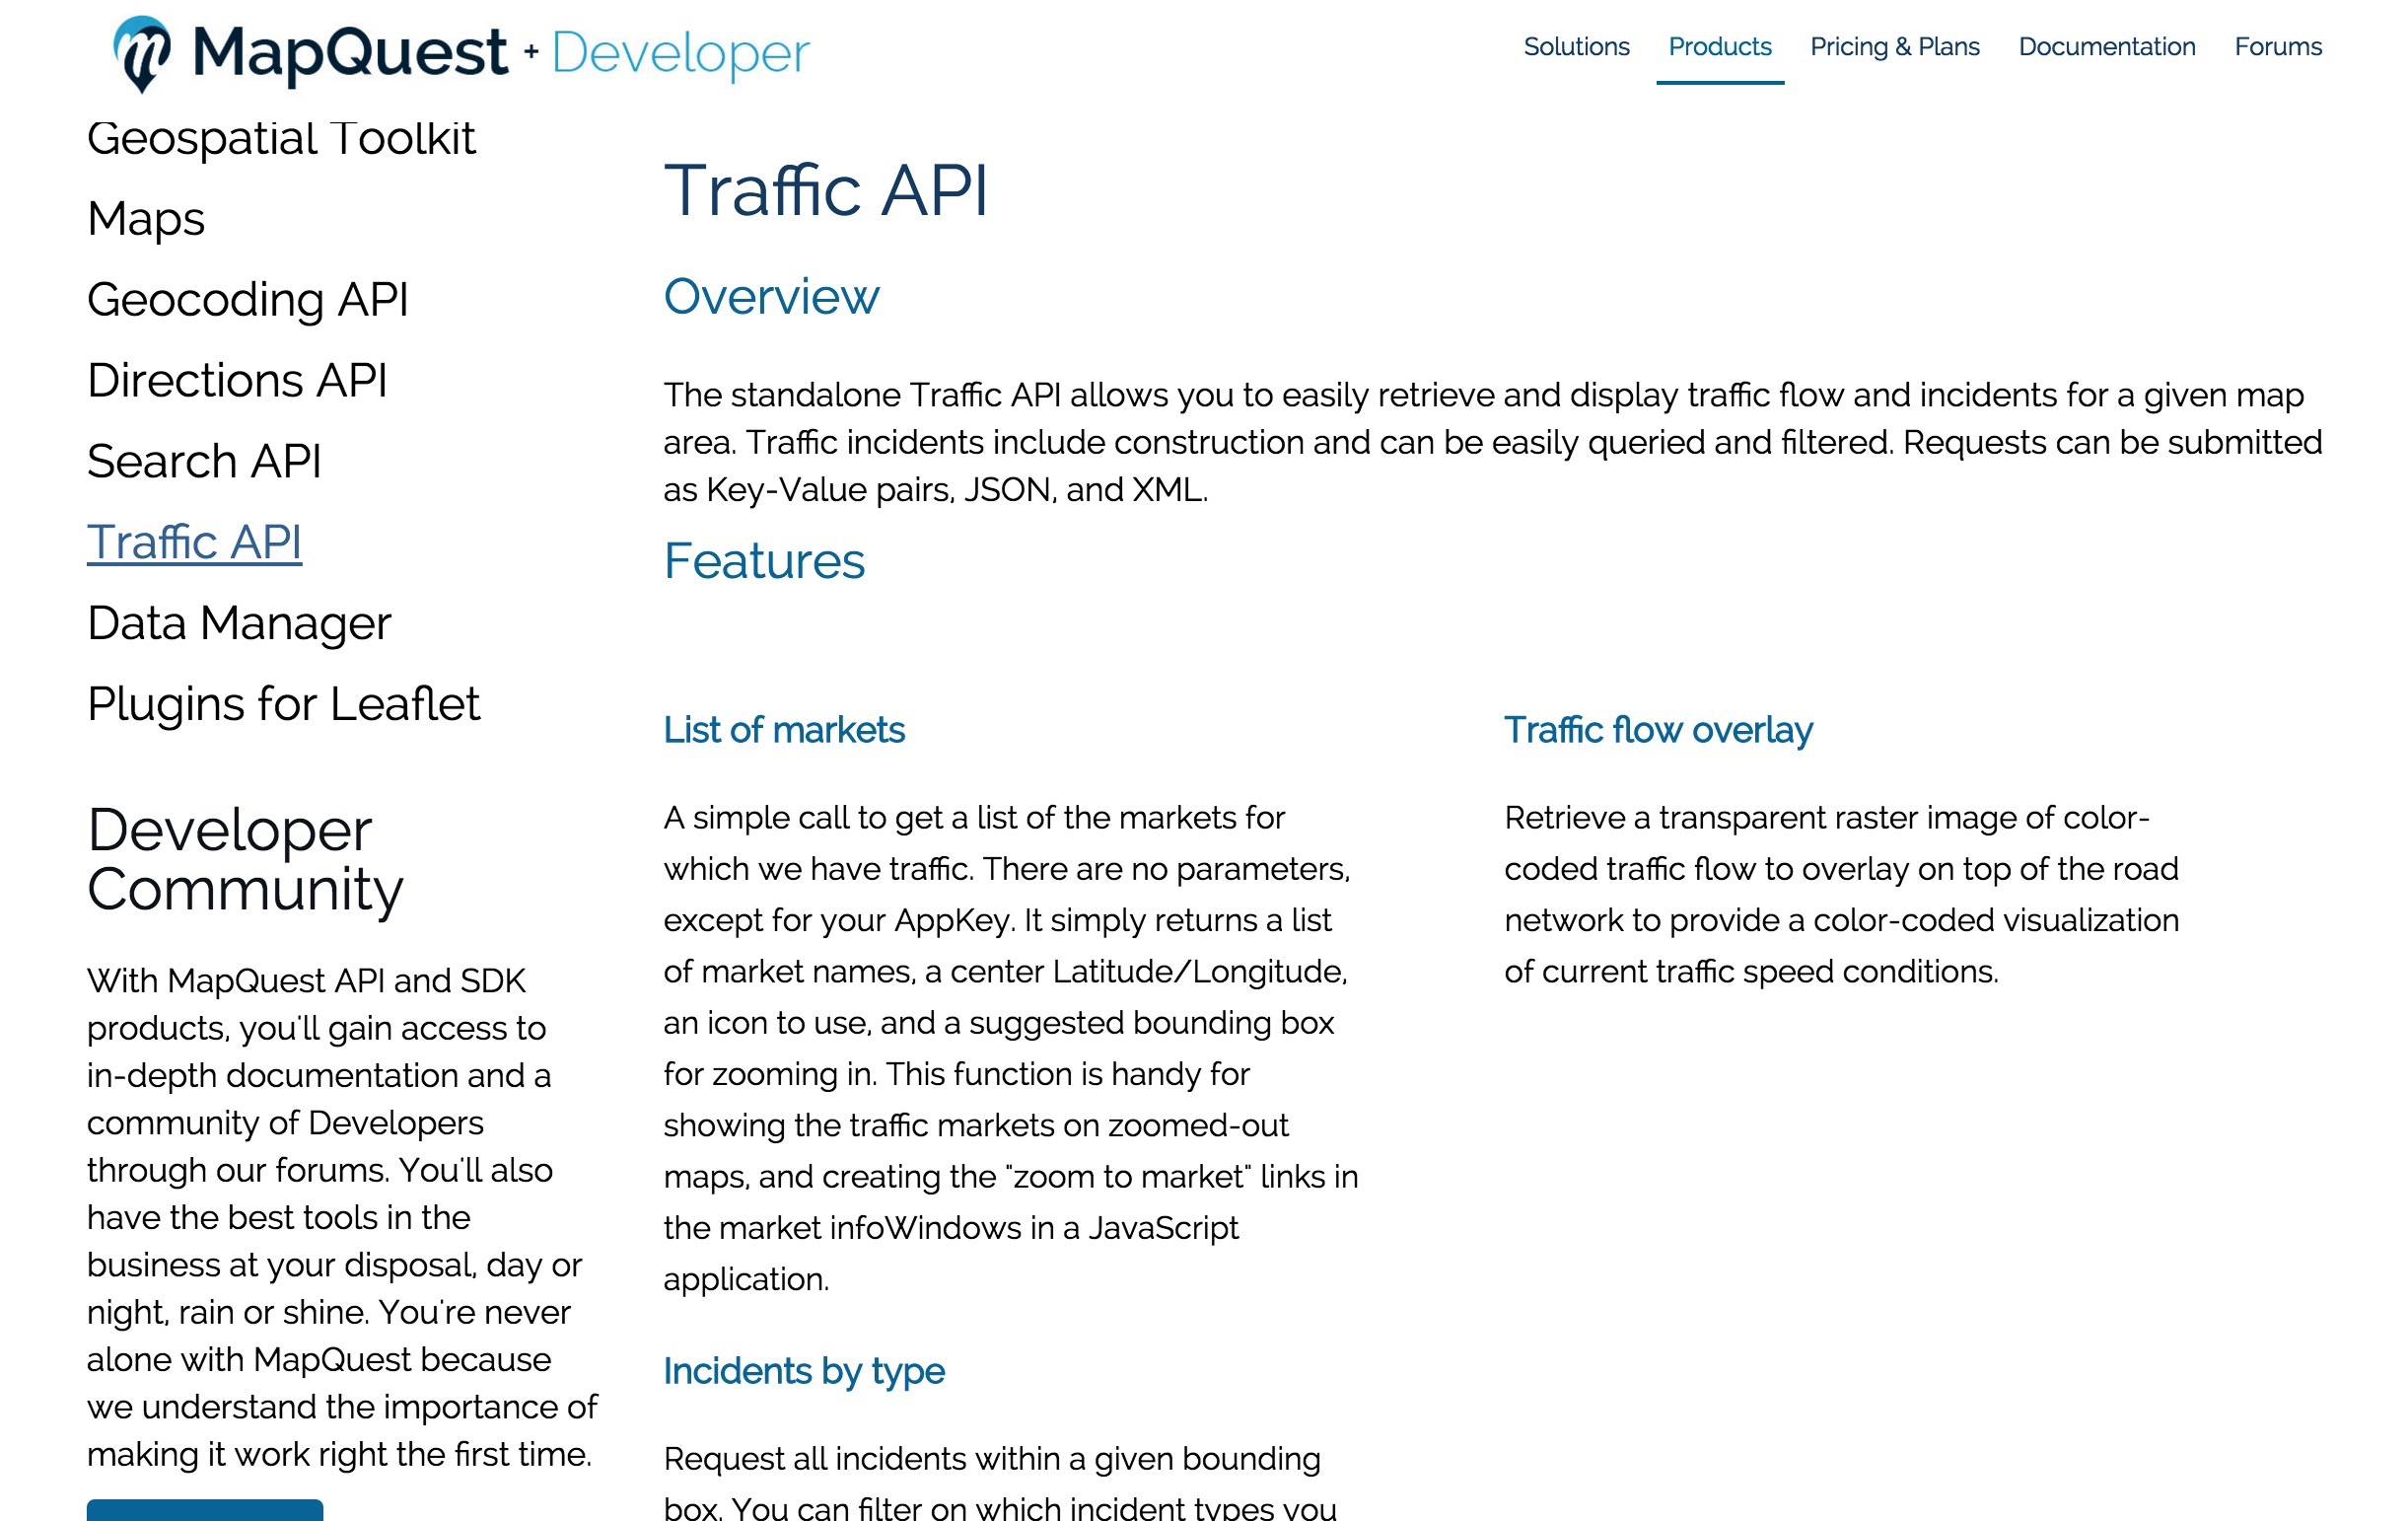 MapQuest + Developer
Solutions
Products
Pricing & Plans
Documentation
Forums
Geospatial Toolkit
Maps
Geocoding API
Directions API
Search API
Traffic API
Data Manager
Plugins for Leaflet
Developer
Community
With MapQuest API and SDK
products, you'll gain access to
in-depth documentation and a
community of Developers
through our forums. You'll also
have the best tools in the
business at your disposal, day or
night, rain or shine. You're never
alone with MapQuest because
we understand the importance of
making it work right the first time.
Traffic API
Overview
The standalone Traffic API allows you to easily retrieve and display traffic flow and incidents for a given map
area. Traffic incidents include construction and can be easily queried and filtered. Requests can be submitted
as Key-Value pairs, JSON, and XML.
Features
List of markets
A simple call to get a list of the markets for
which we have traffic. There are no parameters,
except for your AppKey. It simply returns a list
of market names, a center Latitude/Longitude,
an icon to use, and a suggested bounding box
for zooming in. This function is handy for
showing the traffic markets on zoomed-out
maps, and creating the "zoom to market" links in
the market infoWindows in a JavaScript
application.
Incidents by type
Request all incidents within a given bounding
box. You can filter on which incident types you
Traffic flow overlay
Retrieve a transparent raster image of color-
coded traffic flow to overlay on top of the road
network to provide a color-coded visualization
of current traffic speed conditions.